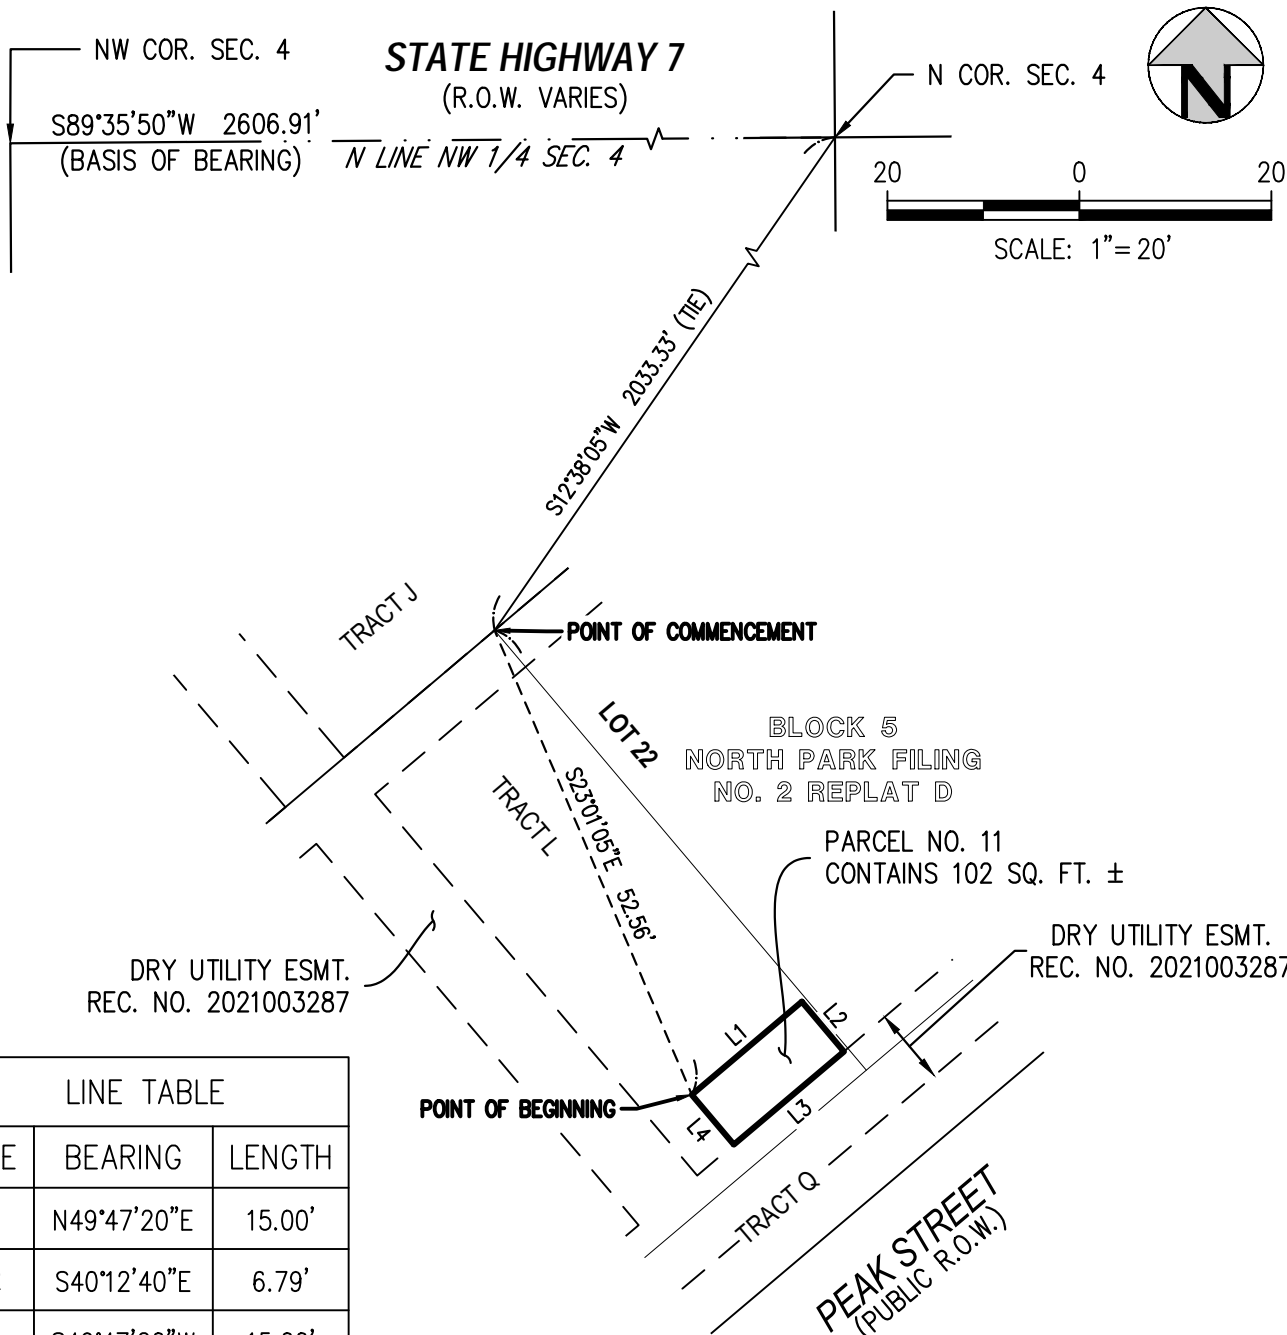 NW COR. SEC. 4
STATE HIGHWAY 7
(R.O.W. VARIES)
N COR. SEC. 4
N
S89°35'50"W 2606.91'
(BASIS OF BEARING)
N LINE NW 1/4 SEC. 4
20 0 20
SCALE: 1"=20'
S12°38'05"W 2033.33' (TIE)
TRACT J
POINT OF COMMENCEMENT
LOT 22
BLOCK 5
NORTH PARK FILING
NO. 2 REPLAT D
TRACT L
S23°01'05"E 52.56'
PARCEL NO. 11
CONTAINS 102 SQ. FT. ±
DRY UTILITY ESMT.
REC. NO. 2021003287
DRY UTILITY ESMT.
REC. NO. 2021003287
L1
L2
L3
L4
POINT OF BEGINNING
TRACT Q
PEAK STREET
(PUBLIC R.O.W.)
LINE TABLE
E BEARING LENGTH
N49°47'20"E 15.00'
S40°12'40"E 6.79'